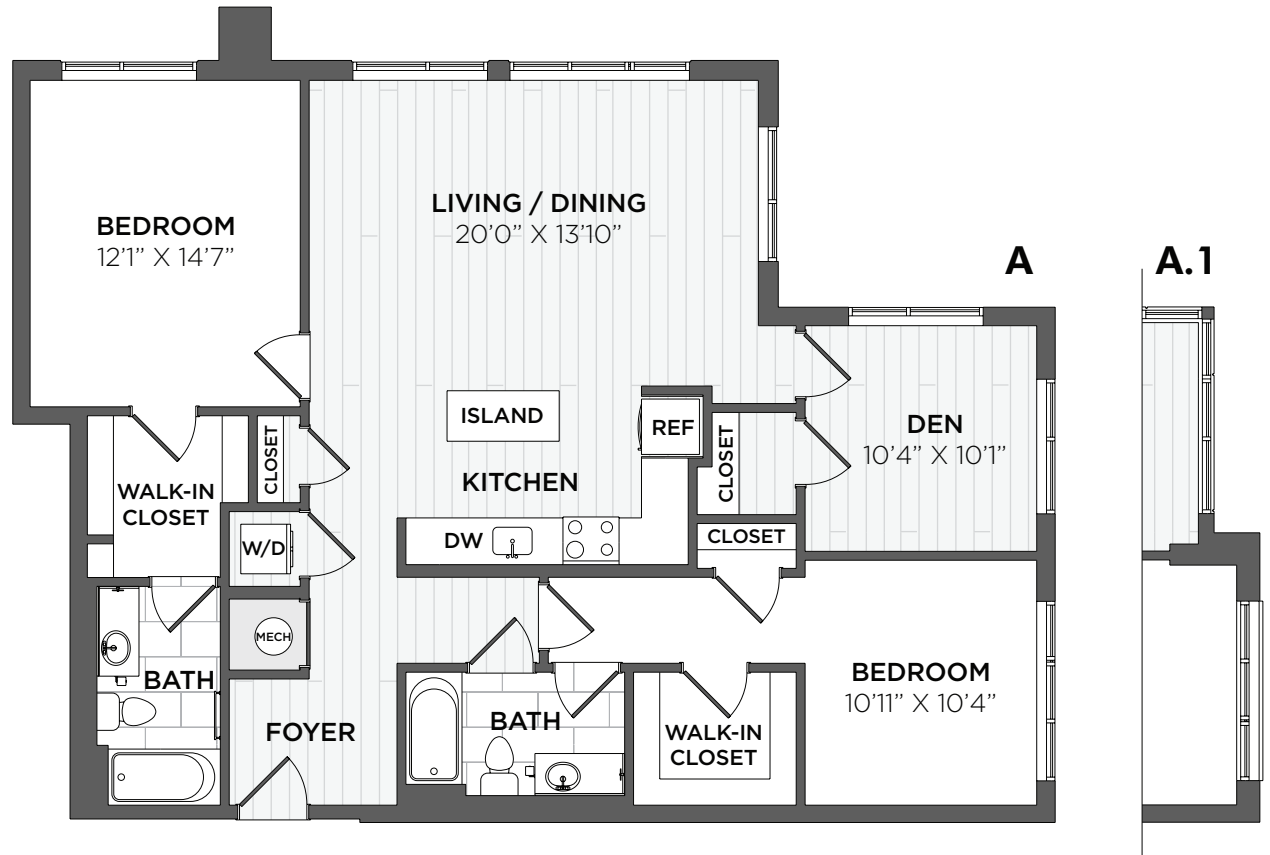 BEDROOM
12’1” X 14’7”
LIVING / DINING
20’0” X 13’10”
A
A.1
ISLAND
REF
DEN
10’4” X 10’1”
CLOSET
CLOSET
KITCHEN
WALK-IN
CLOSET
W/D
DW
CLOSET
MECH
BATH
FOYER
BATH
WALK-IN
CLOSET
BEDROOM
10’11” X 10’4”